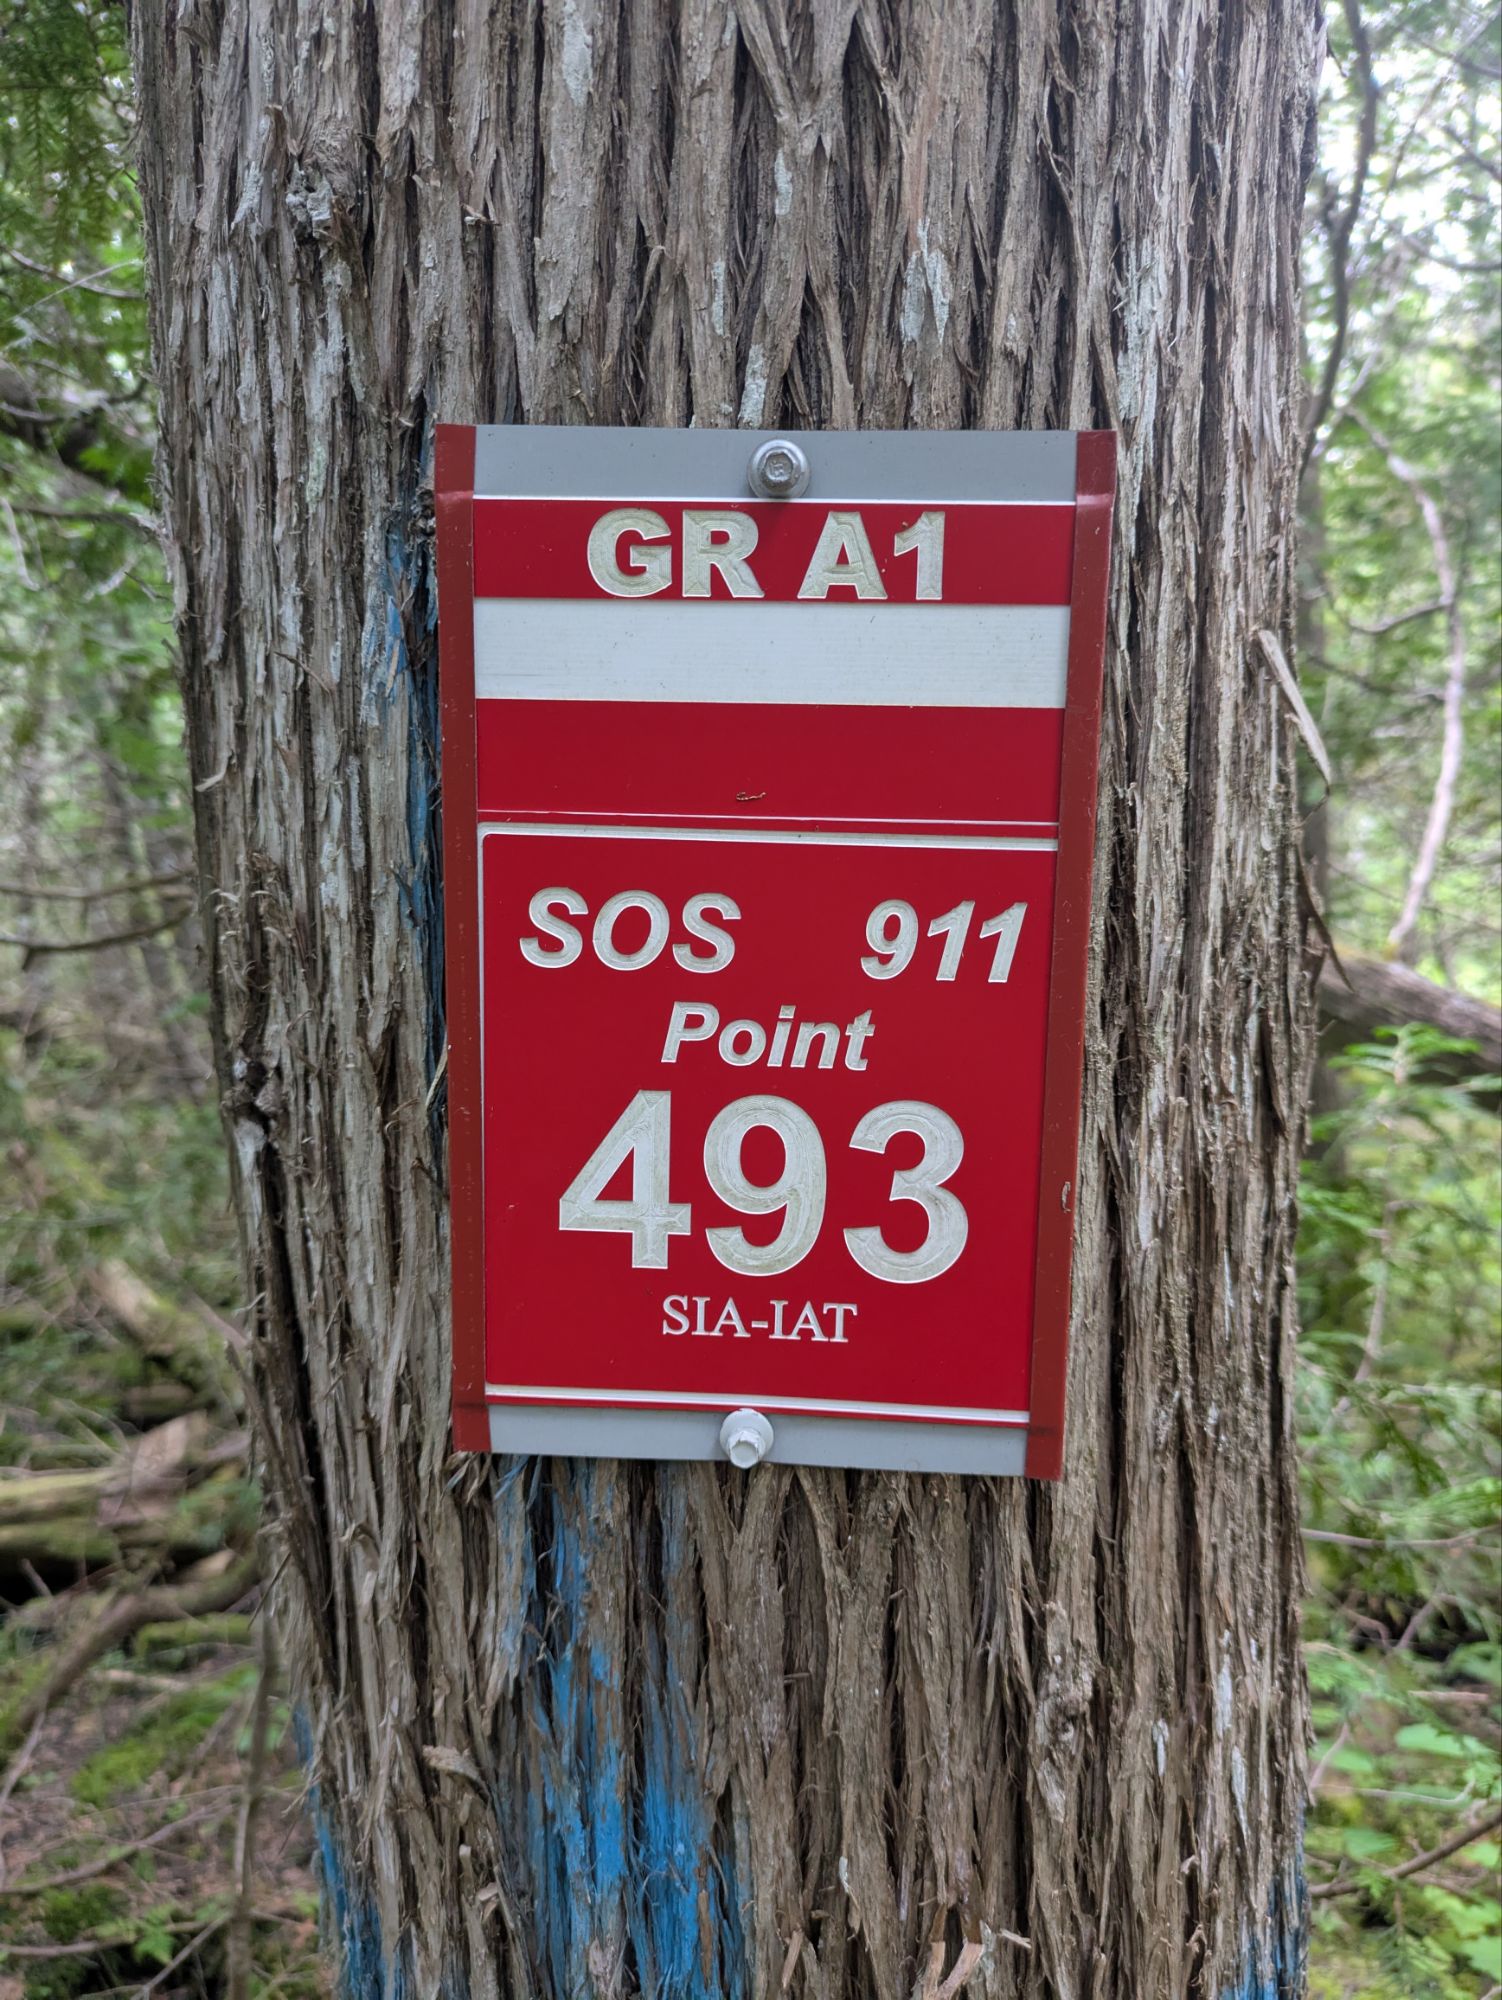 GR A1
SOS 911
Point
493
SIA-IAT